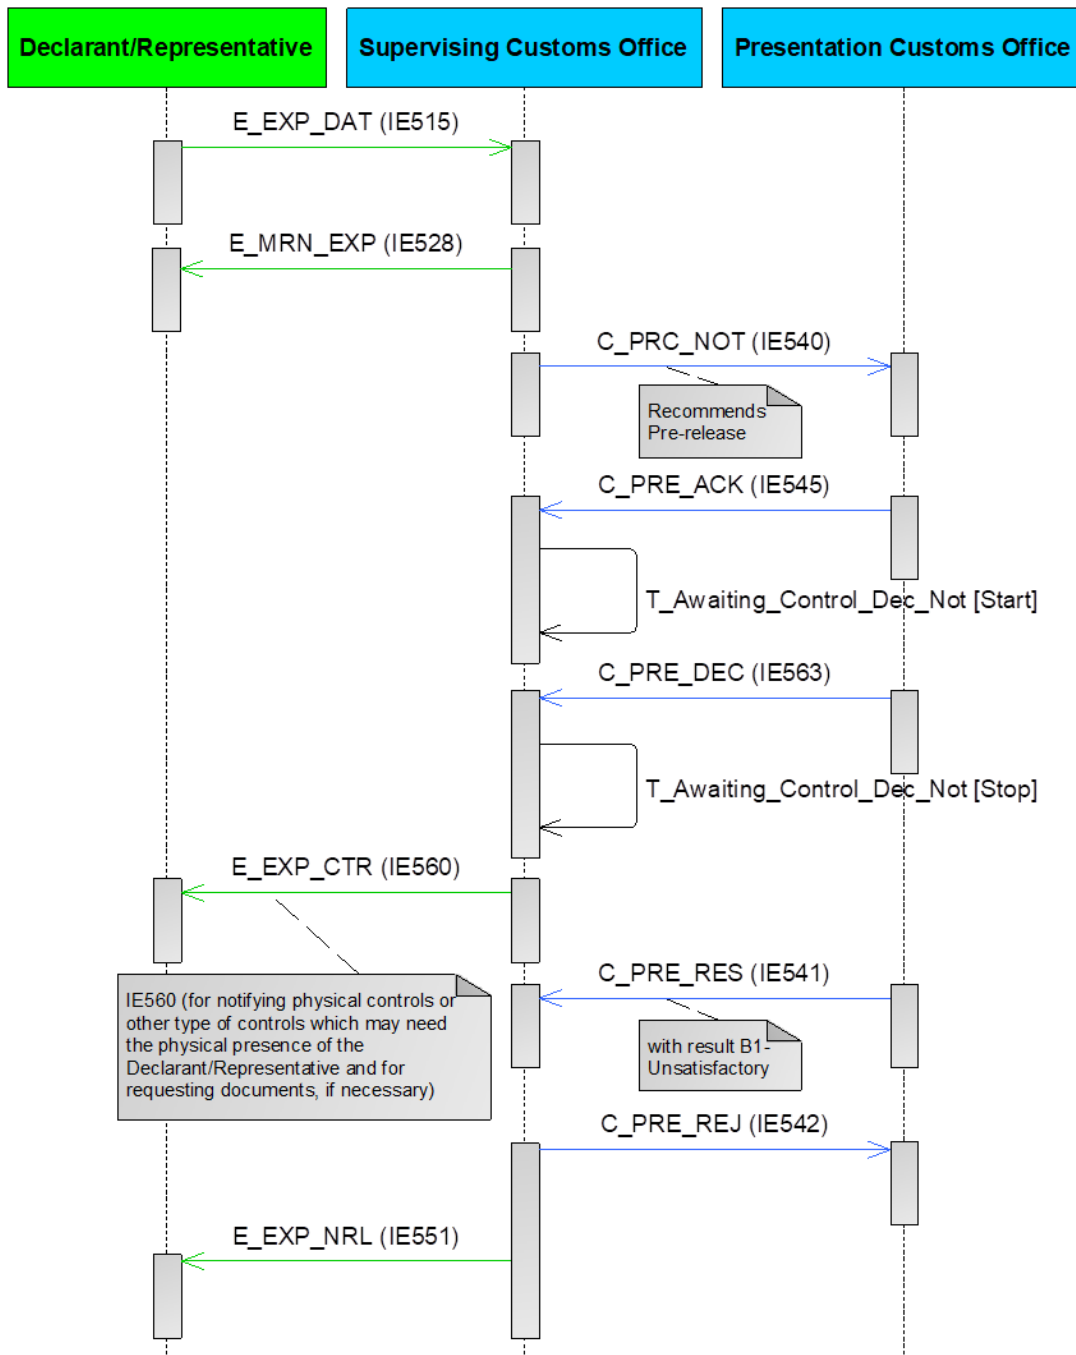 Declarant/Representative
Supervising Customs Office
Presentation Customs Office
E_EXP_DAT (IE515)
E_MRN_EXP (IE528)
C_PRC_NOT (IE540)
Recommends
Pre-release
C_PRE_ACK (IE545)
T_Awaiting_Control_Dec_Not [Start]
C_PRE_DEC (IE563)
T_Awaiting_Control_Dec_Not [Stop]
E_EXP_CTR (IE560)
IE560 (for notifying physical controls or
other type of controls which may need
the physical presence of the
Declarant/Representative and for
requesting documents, if necessary)
C_PRE_RES (IE541)
with result B1-
Unsatisfactory
C_PRE_REJ (IE542)
E_EXP_NRL (IE551)